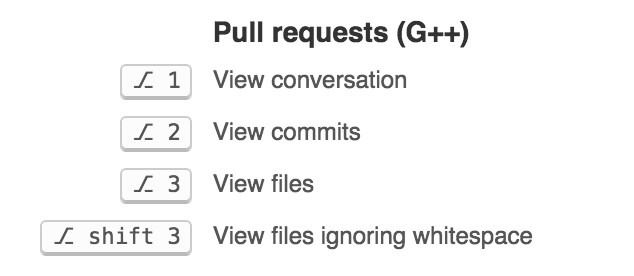 Pull requests (G++)
⌥ 1 View conversation
⌥ 2 View commits
⌥ 3 View files
⌥ shift 3 View files ignoring whitespace